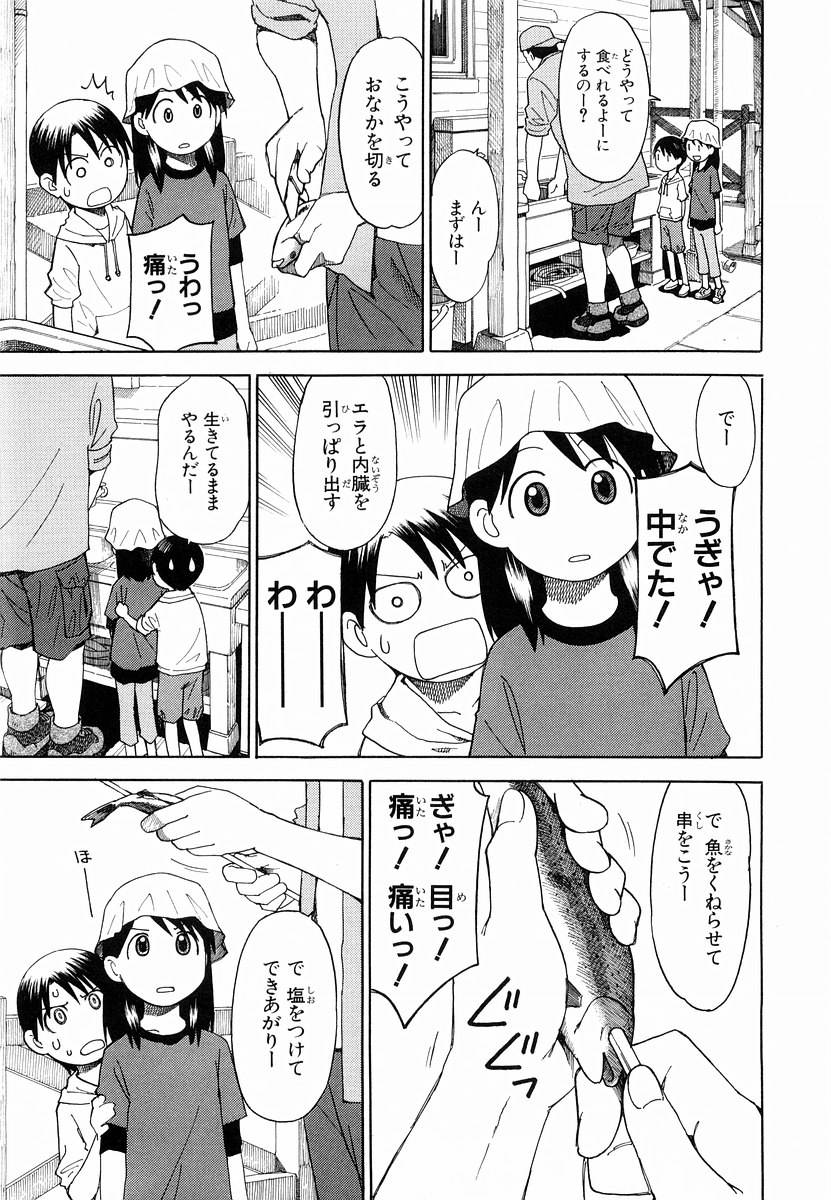 どうやって
食べれるよーに
するのー？
んー
まずはー
こうやって
おなかを切る
うわっ
痛っ！
でー
うぎゃ！
中でた！
エラと内臓を
引っぱり出す
わー
わー
生きてるまま
やるんだー
で 魚をくねらせて
串をこうー
ぎゃ！目っ！
痛っ！痛いっ！
ぐぐ
で 塩をつけて
できあがりー
ほー